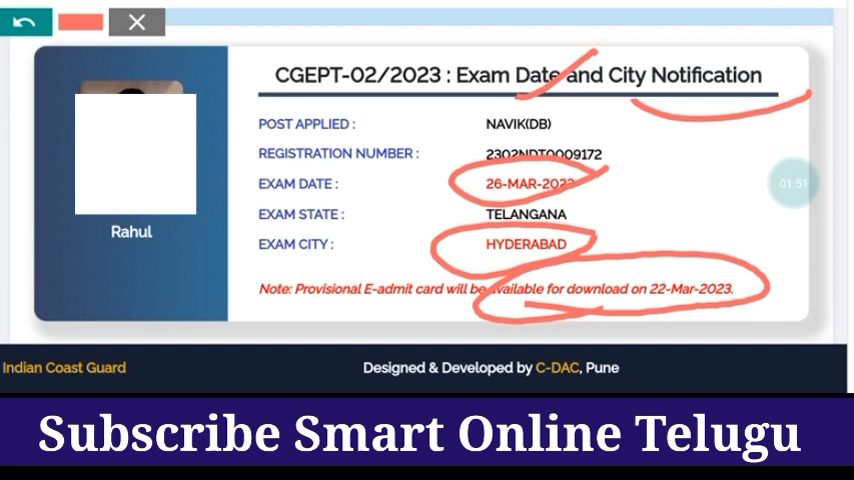 CGEPT-02/2023 : Exam Date and City Notification
POST APPLIED : NAVIK(DB)
REGISTRATION NUMBER : 2302NDT0009172
EXAM DATE : 26-MAR-2023
EXAM STATE : TELANGANA
EXAM CITY : HYDERABAD
Rahul
Note: Provisional E-admit card will be available for download on 22-Mar-2023.
01:51
Indian Coast Guard Designed & Developed by C-DAC, Pune
Subscribe Smart Online Telugu